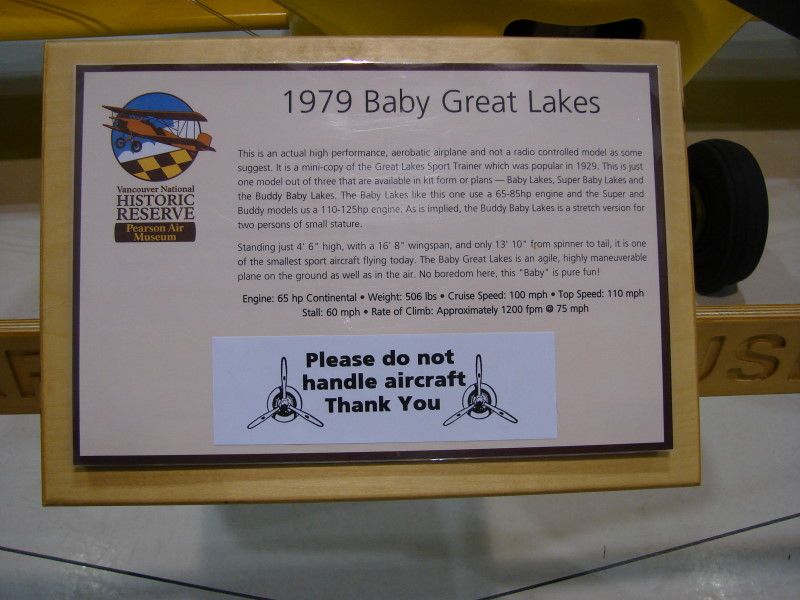 1979 Baby Great Lakes
Vancouver National
HISTORIC
RESERVE
Pearson Air
Museum
This is an actual high performance, aerobatic airplane and not a radio controlled model as some
suggest. It is a mini-copy of the Great Lakes Sport Trainer which was popular in 1929. This is just
one model out of three that are available in kit form or plans — Baby Lakes, Super Baby Lakes and
the Buddy Baby Lakes. The Baby Lakes like this one use a 65-85hp engine and the Super and
Buddy models us a 110-125hp engine. As is implied, the Buddy Baby Lakes is a stretch version for
two persons of small stature.
Standing just 4' 6" high, with a 16' 8" wingspan, and only 13' 10" from spinner to tail, it is one
of the smallest sport aircraft flying today. The Baby Great Lakes is an agile, highly maneuverable
plane on the ground as well as in the air. No boredom here, this "Baby" is pure fun!
Engine: 65 hp Continental • Weight: 506 lbs • Cruise Speed: 100 mph • Top Speed: 110 mph
Stall: 60 mph • Rate of Climb: Approximately 1200 fpm @ 75 mph
Please do not
handle aircraft
Thank You